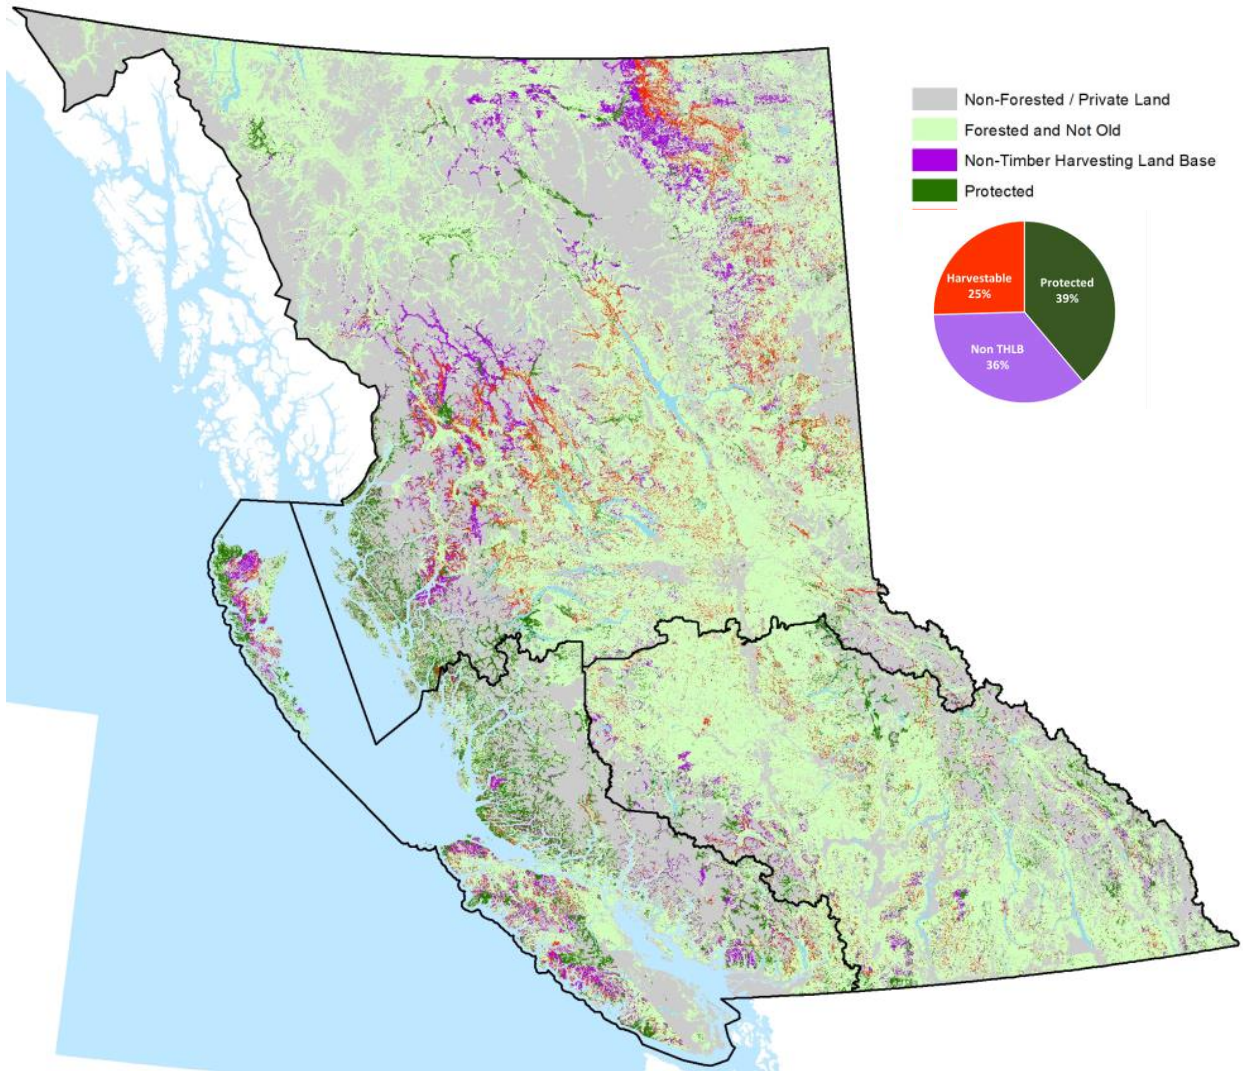 Non-Forested / Private Land
Forested and Not Old
Non-Timber Harvesting Land Base
Protected
Harvestable
25%
Protected
39%
Non THLB
36%